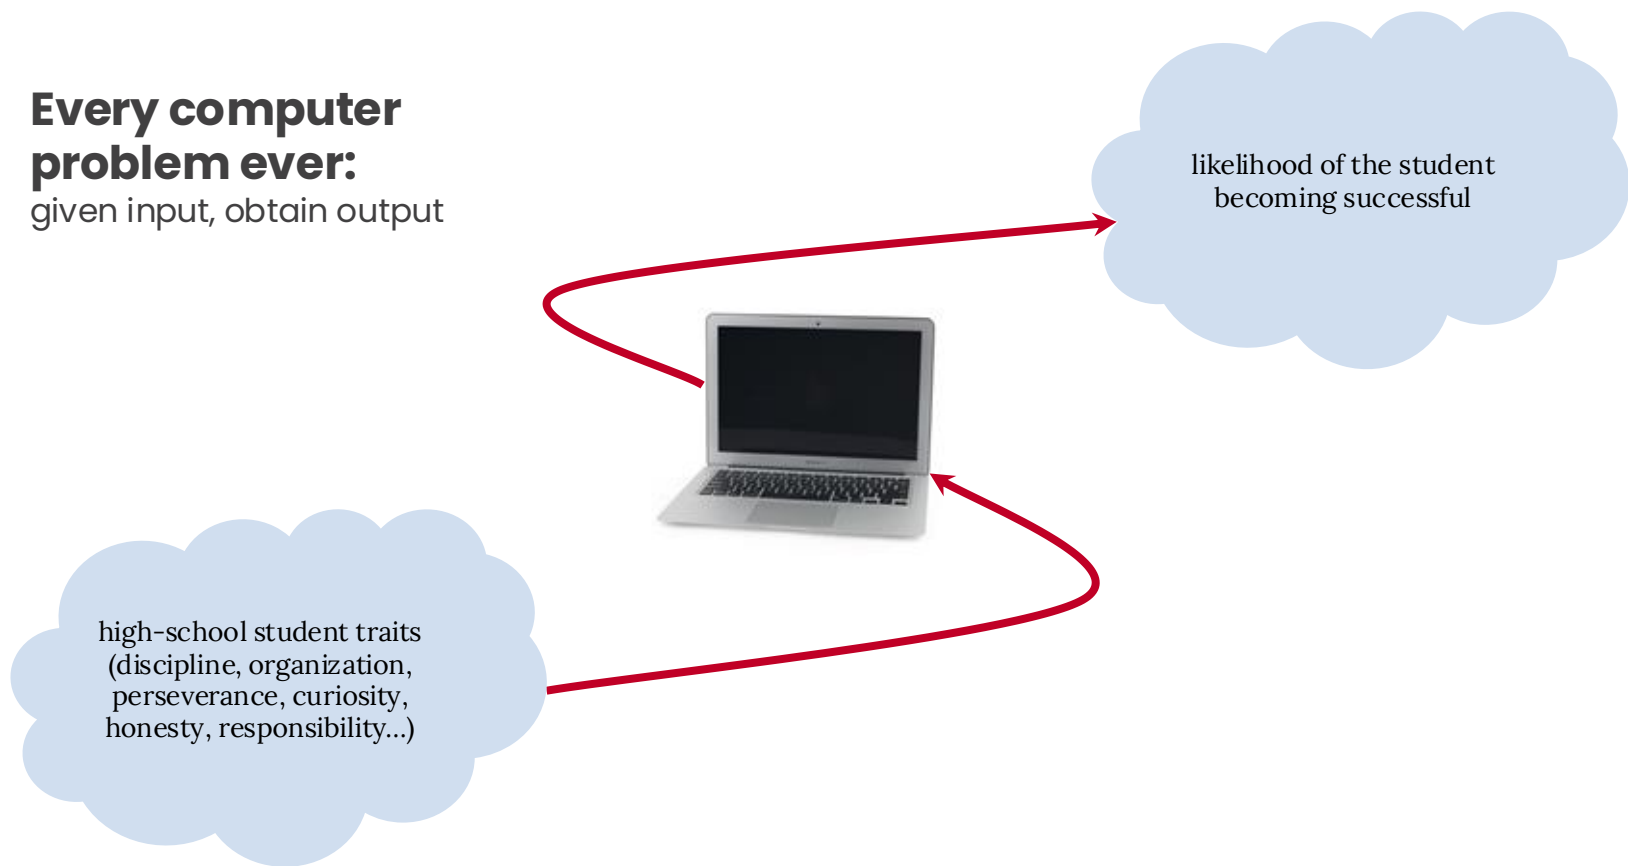 Every computer
problem ever:
given input, obtain output
likelihood of the student
becoming successful
high-school student traits
(discipline, organization,
perseverance, curiosity,
honesty, responsibility...)